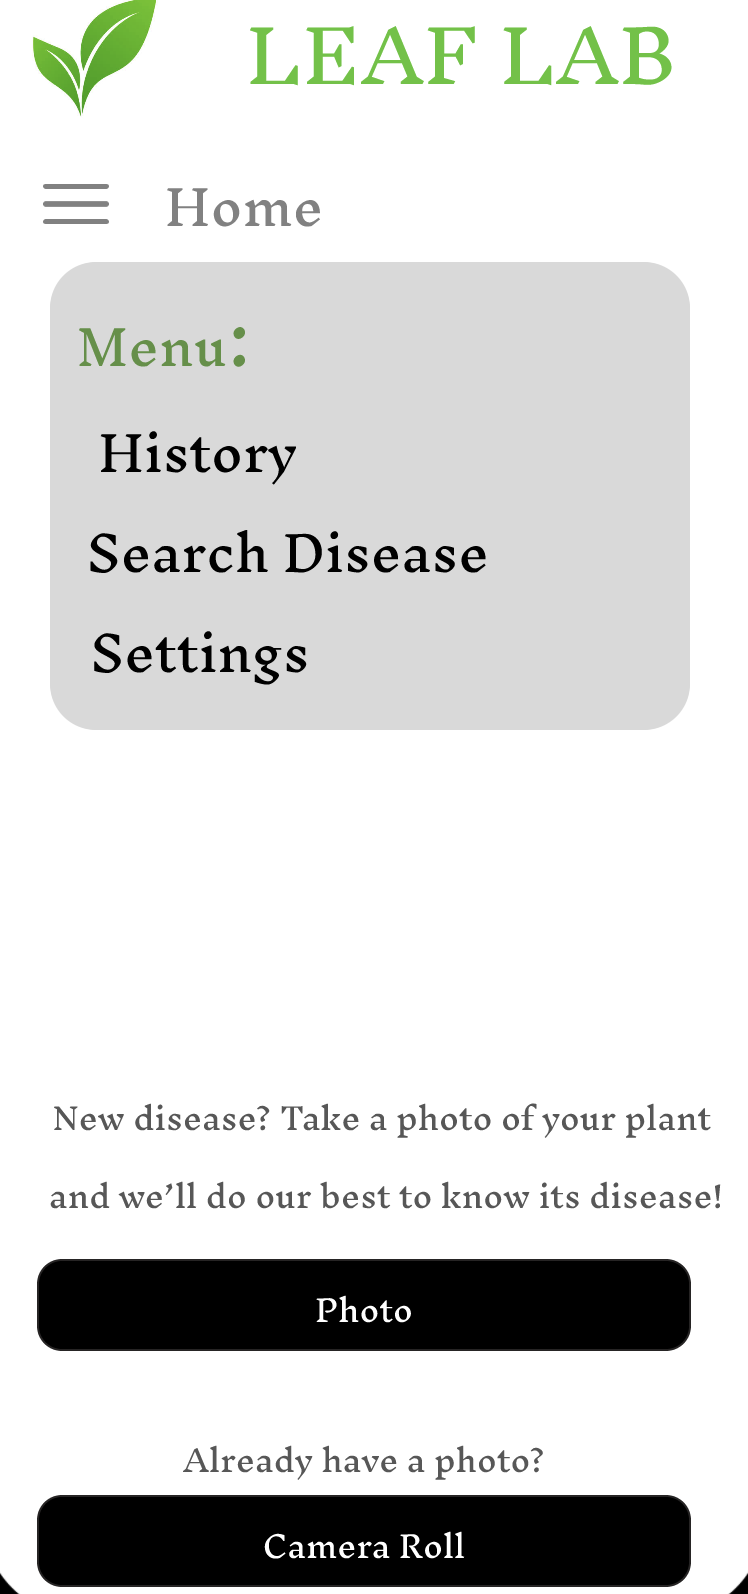 LEAF LAB
Home
Menu:
History
Search Disease
Settings
New disease? Take a photo of your plant
and we’ll do our best to know its disease!
Photo
Already have a photo?
Camera Roll